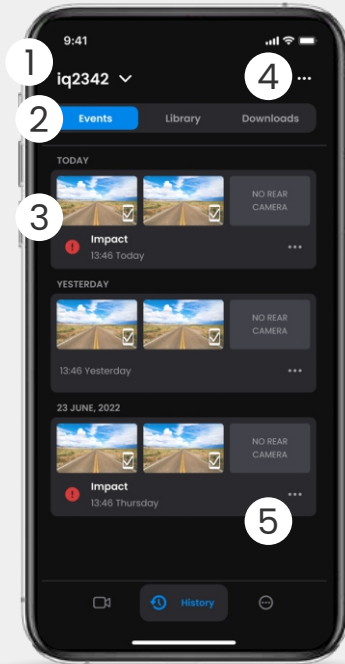 9:41
1
iq2342
4
2
Events Library Downloads
TODAY
NO REAR
CAMERA
3
Impact
13:46 Today
YESTERDAY
NO REAR
CAMERA
13:46 Yesterday
23 JUNE, 2022
NO REAR
CAMERA
Impact
13:46 Thursday
5
History